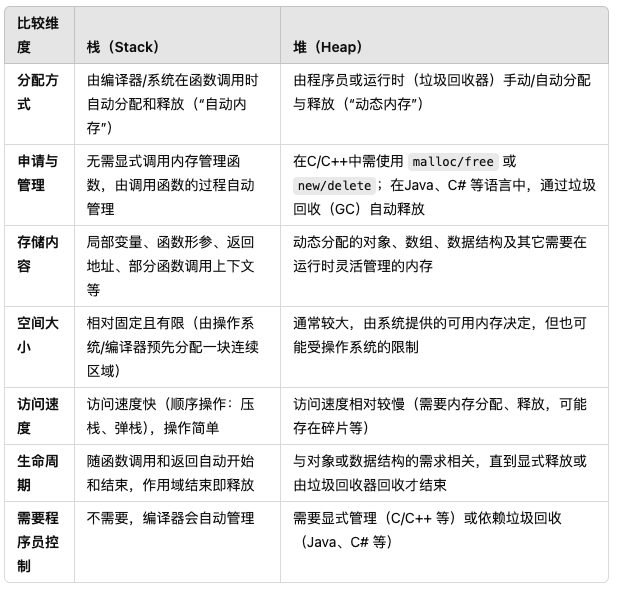 比较维
度
栈（Stack）
堆（Heap）
分配方
式
由编译器/系统在函数调用时
自动分配和释放（“自动内
存”）
由程序员或运行时（垃圾回收器）手动/自动分配
与释放（“动态内存”）
申请与
管理
无需显式调用内存管理函
数，由调用函数的过程自动
管理
在C/C++中需使用 malloc/free 或
new/delete；在Java、C# 等语言中，通过垃圾
回收（GC）自动释放
存储内
容
局部变量、函数形参、返回
地址、部分函数调用上下文
等
动态分配的对象、数组、数据结构及其它需要在
运行时灵活管理的内存
空间大
小
相对固定且有限（由操作系
统/编译器预先分配一块连续
区域）
通常较大，由系统提供的可用内存决定，但也可
能受操作系统的限制
访问速
度
访问速度快（顺序操作：压
栈、弹栈），操作简单
访问速度相对较慢（需要内存分配、释放，可能
存在碎片等）
生命周
期
随函数调用和返回自动开始
和结束，作用域结束即释放
与对象或数据结构的需求相关，直到显式释放或
由垃圾回收器回收才结束
需要程
序员控
制
不需要，编译器会自动管理
需要显式管理（C/C++ 等）或依赖垃圾回收
（Java、C# 等）